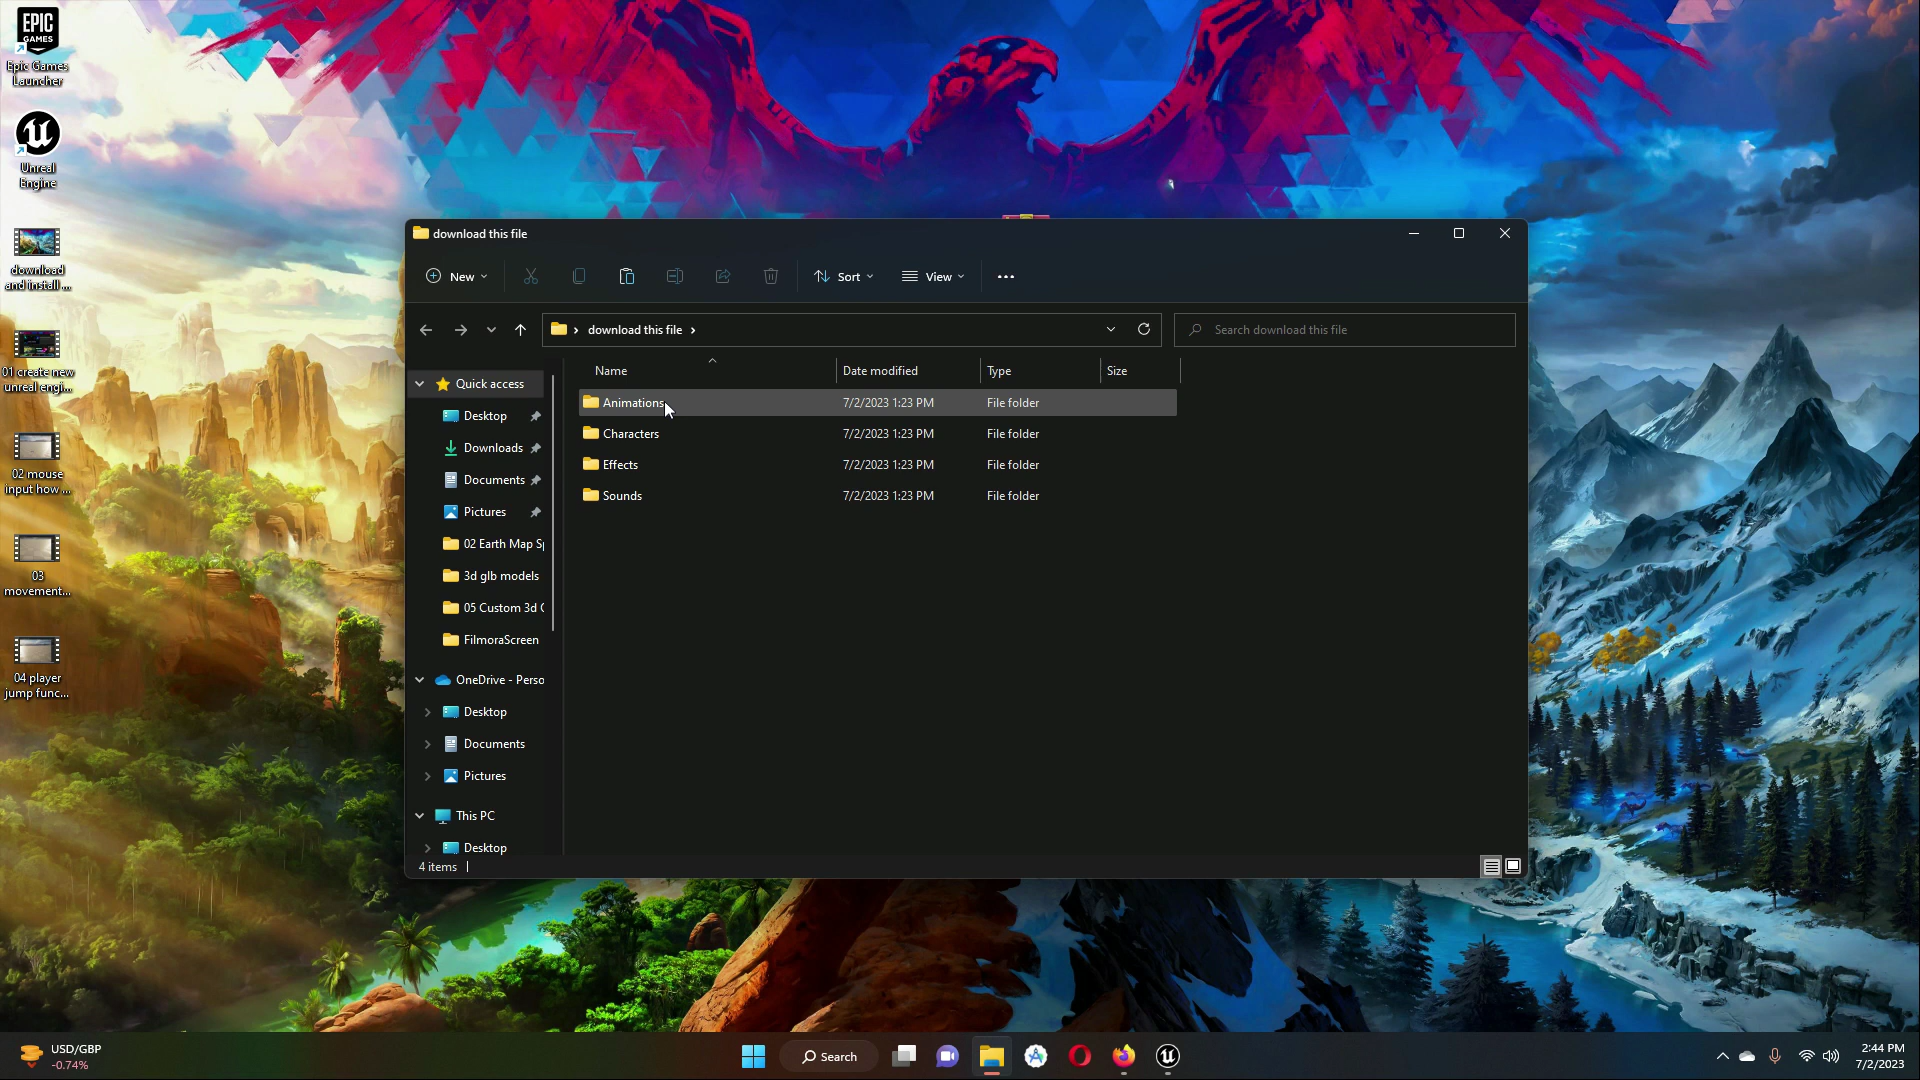 EPIC
GAMES
Epic Games
Launcher
Unreal
Engine
download
and install ...
01 create new
unreal engi...
02 mouse
input how ...
03
movement...
04 player
jump func...
download this file
New
Sort
View
download this file
Search download this file
Name
Date modified
Type
Size
Quick access
Desktop
Downloads
Documents
Pictures
02 Earth Map Sp
3d glb models
05 Custom 3d C
FilmoraScreen
OneDrive - Perso
Desktop
Documents
Pictures
This PC
Desktop
Animations 7/2/2023 1:23 PM File folder
Characters 7/2/2023 1:23 PM File folder
Effects 7/2/2023 1:23 PM File folder
Sounds 7/2/2023 1:23 PM File folder
4 items
USD/GBP
-0.74%
Search
2:44 PM
7/2/2023